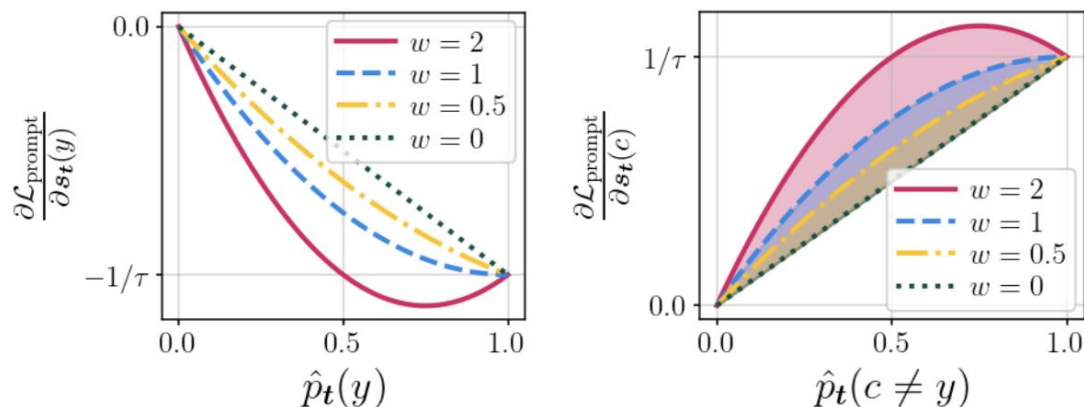 0.0
−1/τ
∂ℒ_prompt
∂s_t(y)
w = 2
w = 1
w = 0.5
w = 0
0.0 0.5 1.0
p̂_t(y)
1/τ
0.0
∂ℒ_prompt
∂s_t(c)
w = 2
w = 1
w = 0.5
w = 0
0.0 0.5 1.0
p̂_t(c ≠ y)